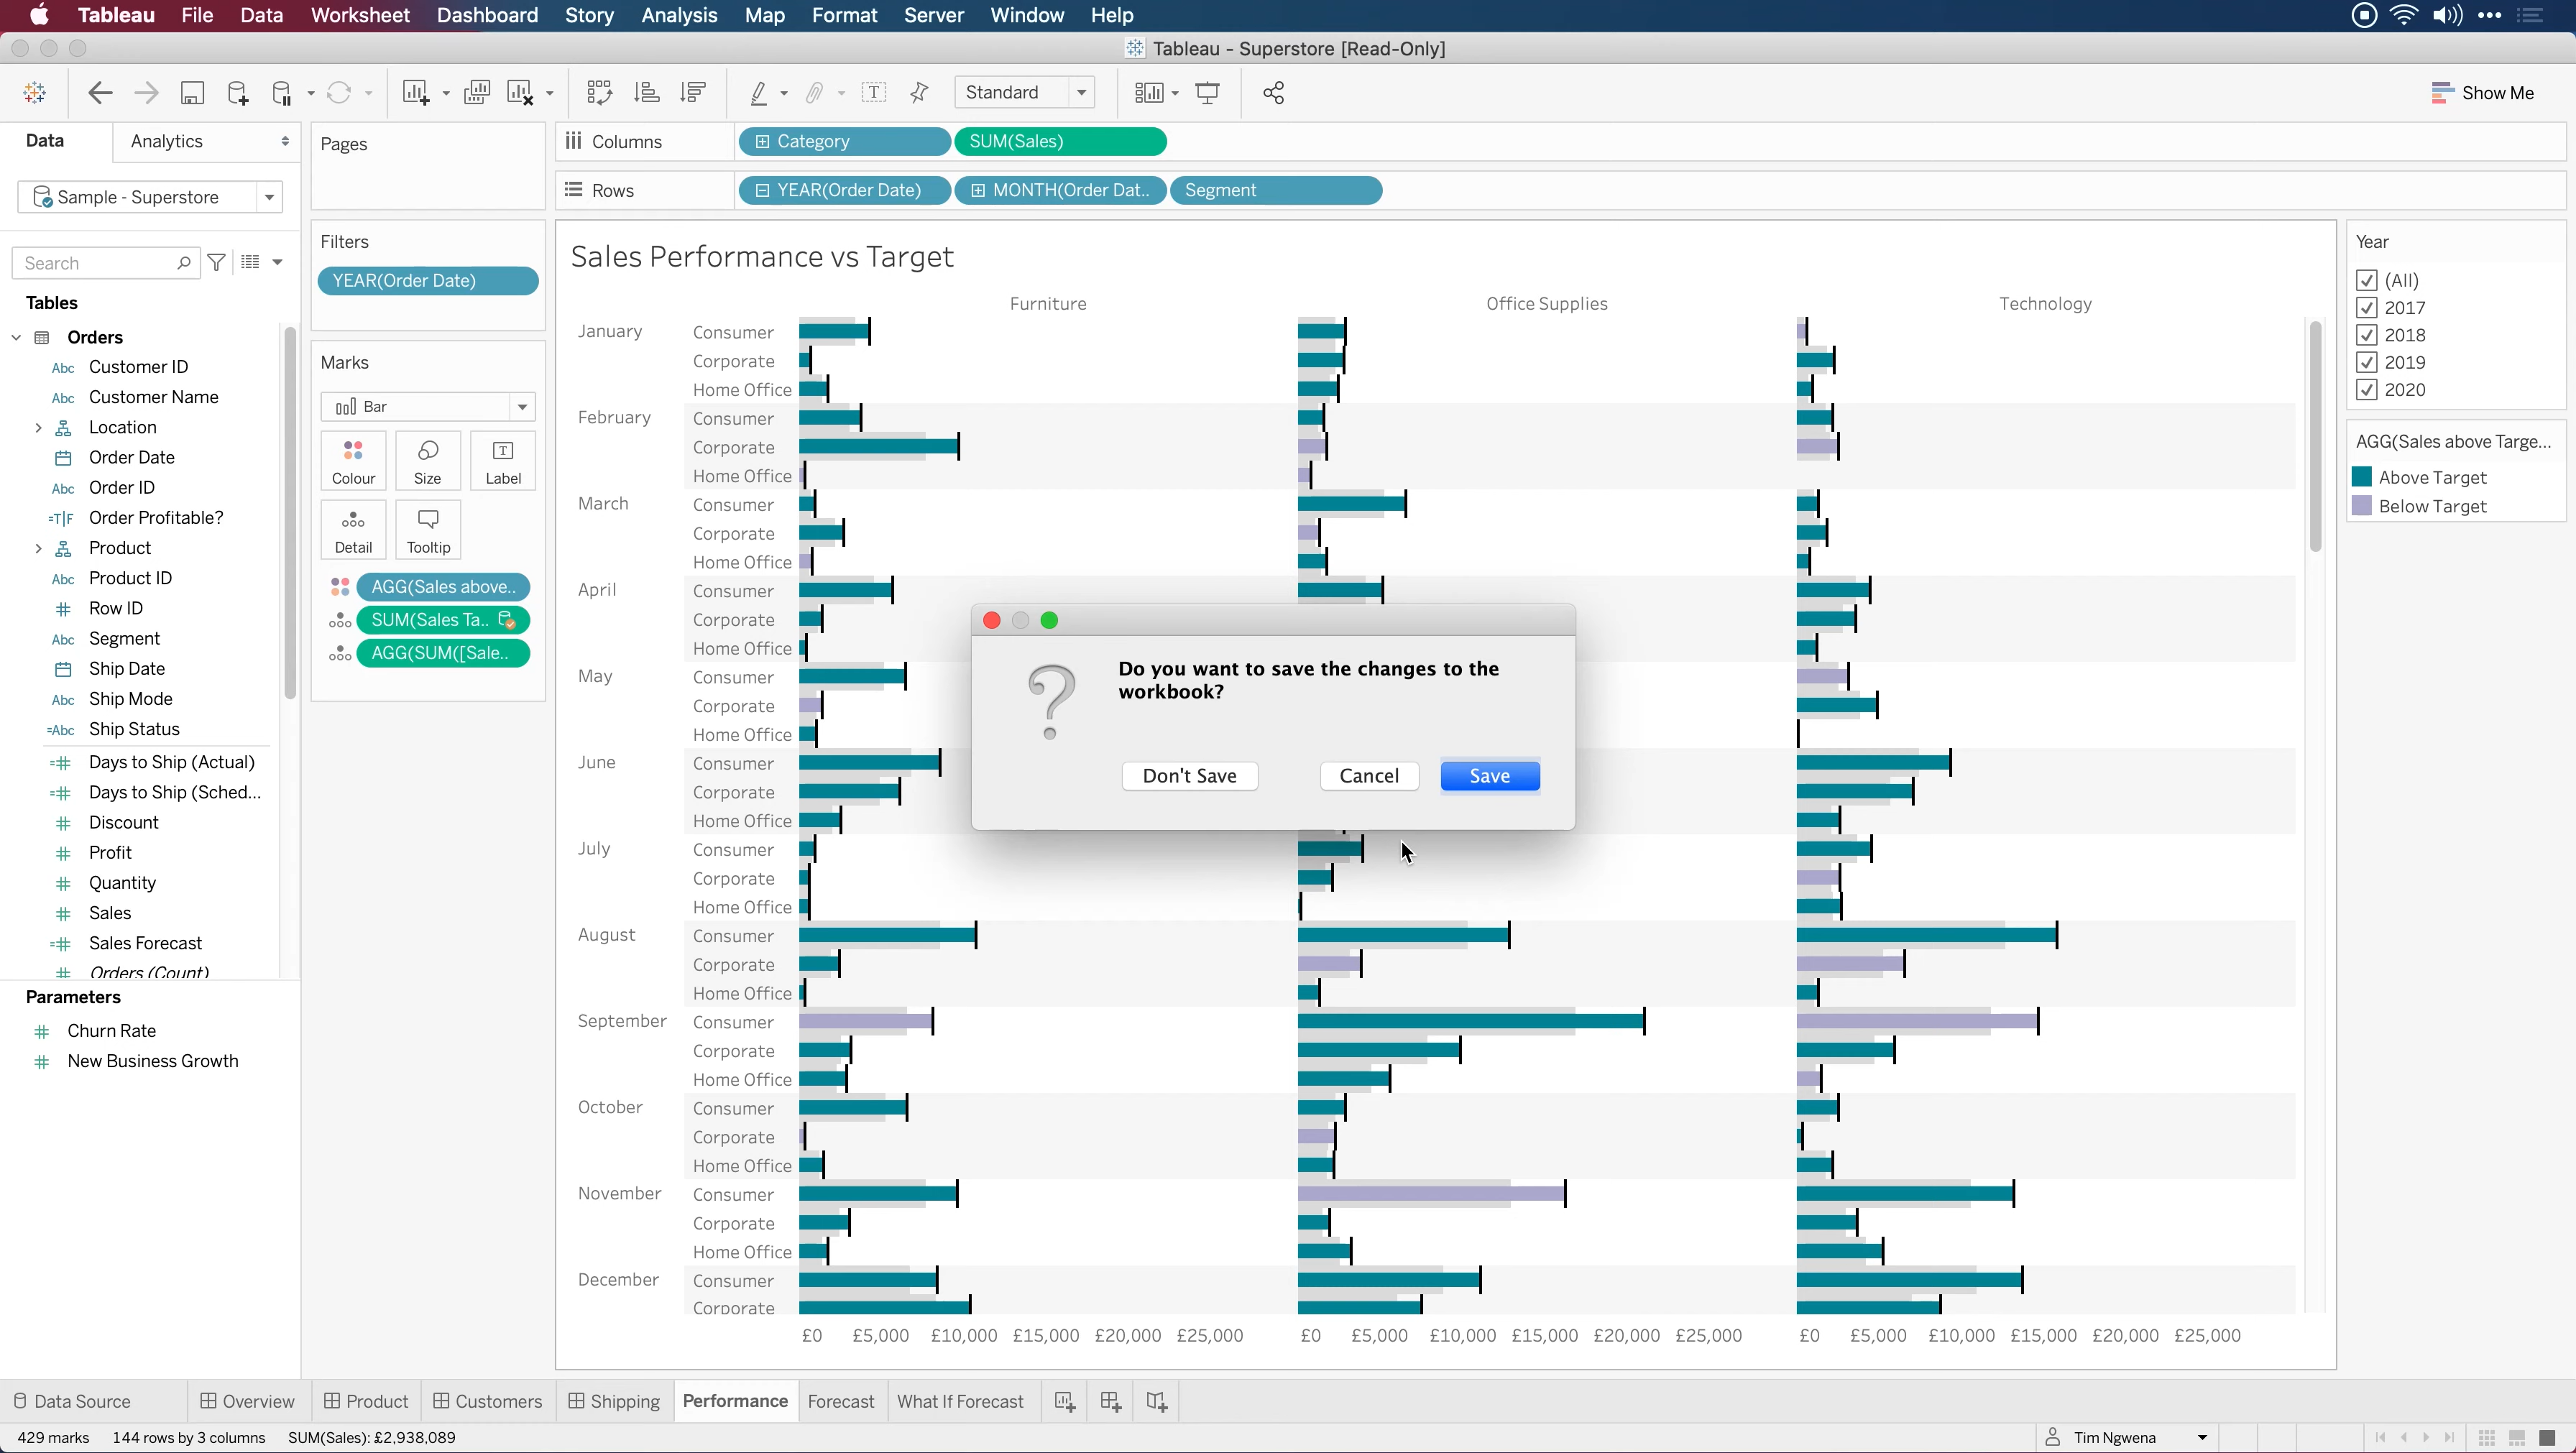 Tableau File Data Worksheet Dashboard Story Analysis Map Format Server Window Help
Tableau - Superstore [Read-Only]
Standard
Show Me
Data Analytics
Pages
Columns Category SUM(Sales)
Rows YEAR(Order Date) MONTH(Order Dat.. Segment
Sample - Superstore
Search
Tables
Orders
Abc Customer ID
Abc Customer Name
Location
Order Date
Abc Order ID
=T|F Order Profitable?
Product
Abc Product ID
# Row ID
Abc Segment
Ship Date
Abc Ship Mode
=Abc Ship Status
=# Days to Ship (Actual)
=# Days to Ship (Sched...
# Discount
# Profit
# Quantity
# Sales
=# Sales Forecast
# Orders (Count)
Parameters
# Churn Rate
# New Business Growth
Filters
YEAR(Order Date)
Marks
Bar
Colour Size Label
Detail Tooltip
AGG(Sales above..
SUM(Sales Ta..
AGG(SUM([Sale..
Sales Performance vs Target
Furniture Office Supplies Technology
January Consumer
Corporate
Home Office
February Consumer
Corporate
Home Office
March Consumer
Corporate
Home Office
April Consumer
Corporate
Home Office
May Consumer
Corporate
Home Office
June Consumer
Corporate
Home Office
July Consumer
Corporate
Home Office
August Consumer
Corporate
Home Office
September Consumer
Corporate
Home Office
October Consumer
Corporate
Home Office
November Consumer
Corporate
Home Office
December Consumer
Corporate
£0 £5,000 £10,000 £15,000 £20,000 £25,000 £0 £5,000 £10,000 £15,000 £20,000 £25,000 £0 £5,000 £10,000 £15,000 £20,000 £25,000
Do you want to save the changes to the
workbook?
Don't Save Cancel Save
Year
(All)
2017
2018
2019
2020
AGG(Sales above Targe...
Above Target
Below Target
Data Source Overview Product Customers Shipping Performance Forecast What If Forecast
429 marks 144 rows by 3 columns SUM(Sales): £2,938,089 Tim Ngwena